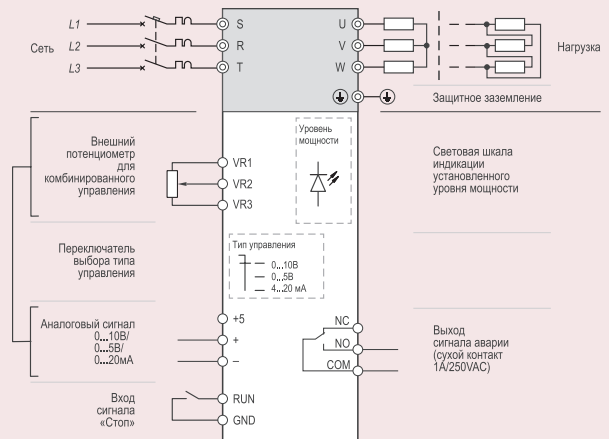 L1
S
U
Сеть
L2
R
V
Нагрузка
L3
T
W
Защитное заземление
Внешний
потенциометр
для
комбинированного
управления
VR1
VR2
VR3
Уровень
мощности
Световая шкала
индикации
установленного
уровня мощности
Переключатель
выбора типа
управления
Тип управления
0...10В
0...5В
4...20 мА
Аналоговый сигнал
0...10В/
0...5В/
0...20мА
+5
+
–
NC
NO
COM
Выход
сигнала аварии
(сухой контакт
1A/250VAC)
Вход
сигнала
«Стоп»
RUN
GND